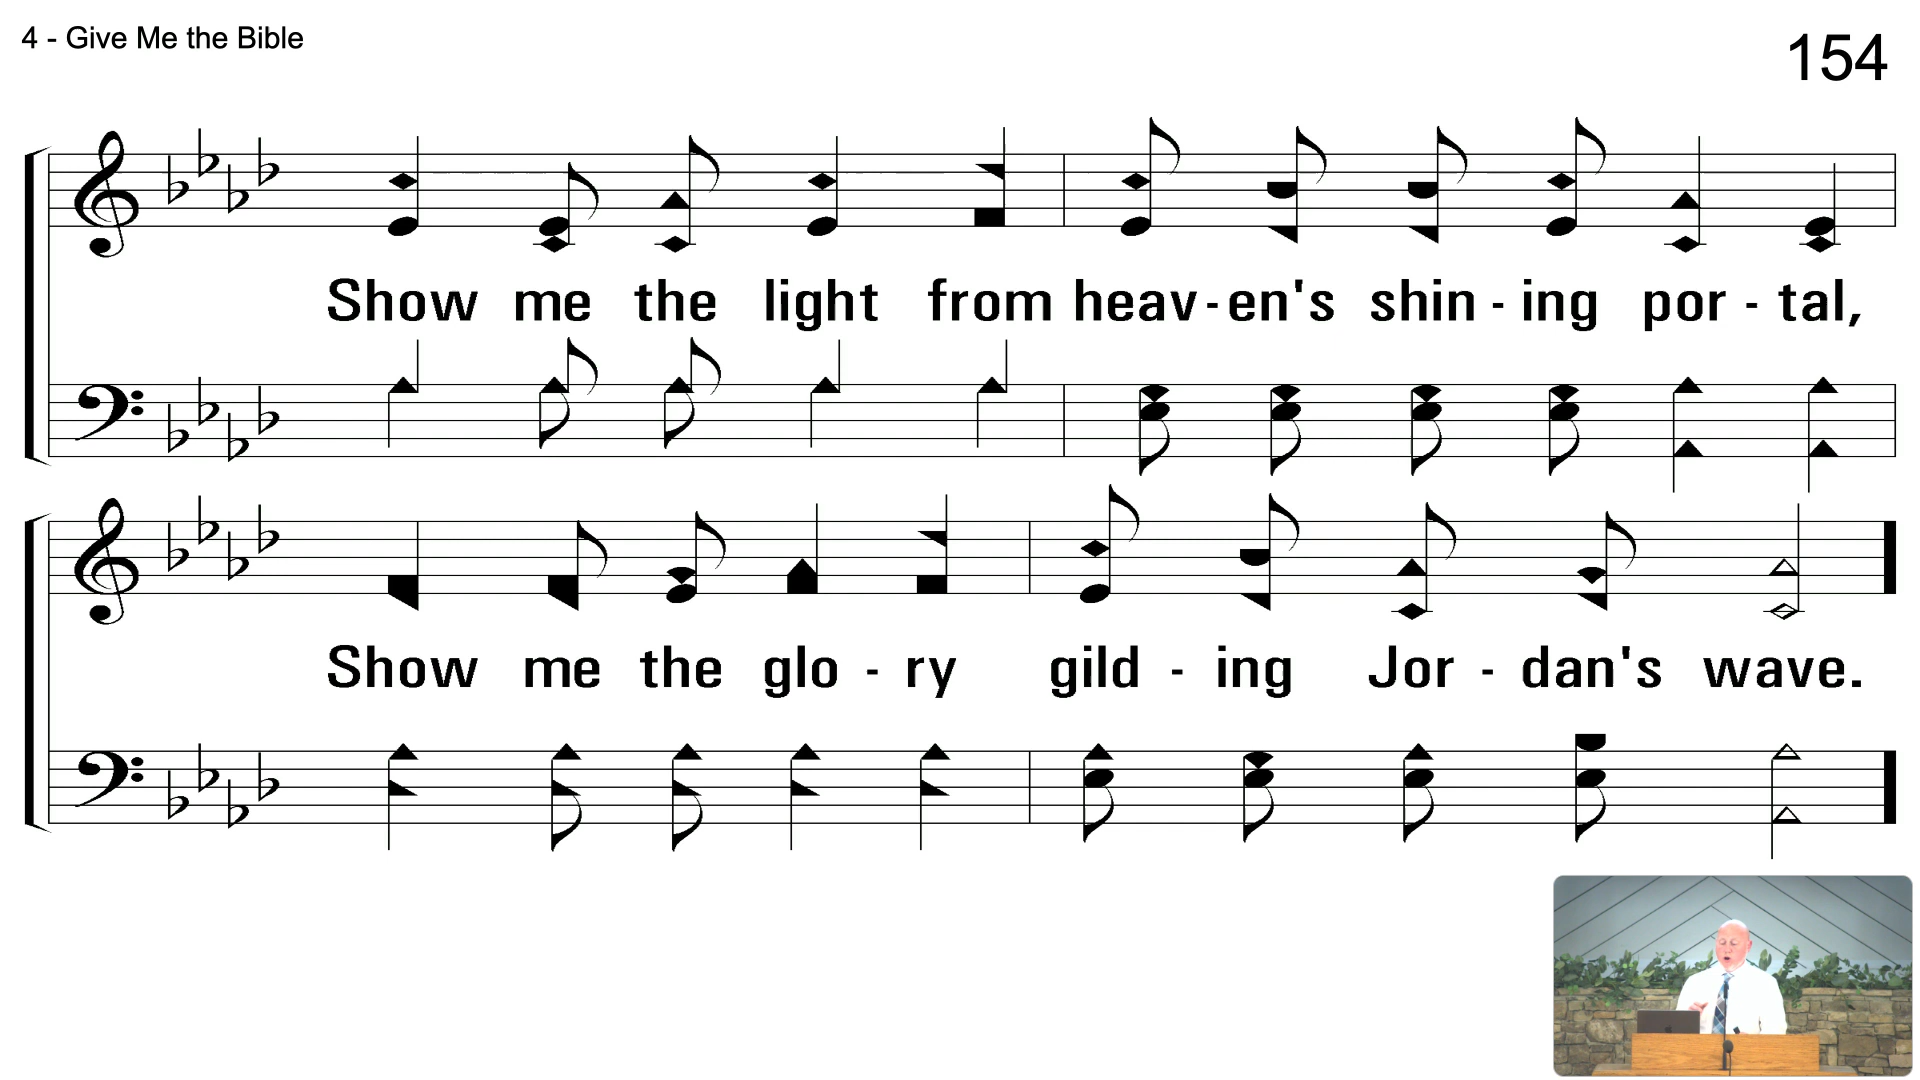 4 - Give Me the Bible
154
Show me the light from heav-en's shin - ing por - tal,
Show me the glo - ry gild - ing Jor - dan's wave.